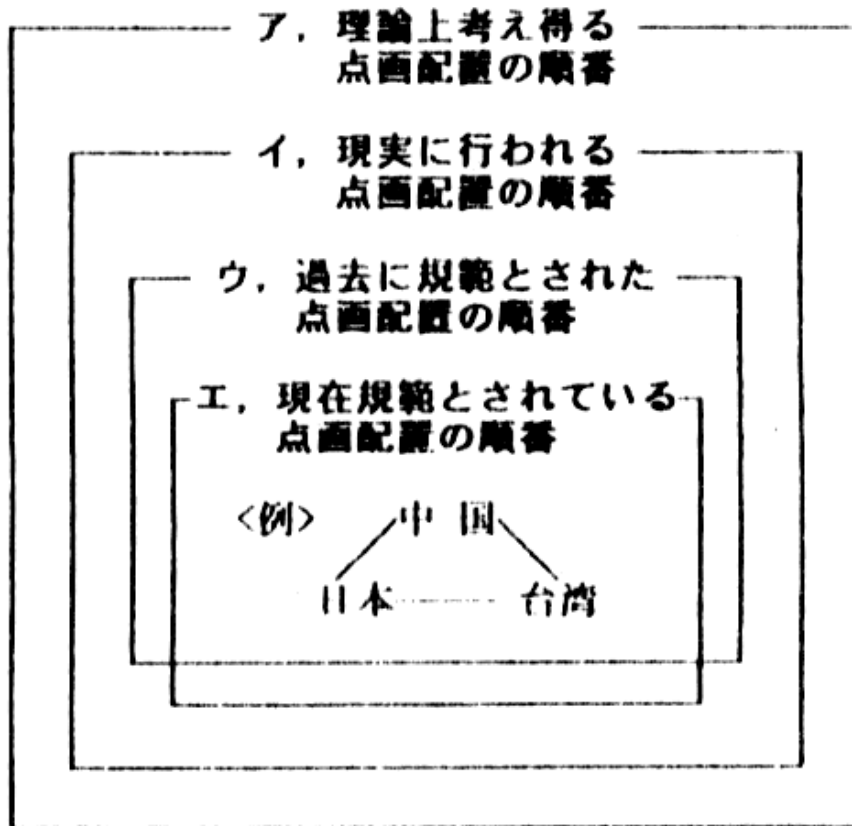 ア，理論上考え得る
点画配置の順番
イ，現実に行われる
点画配置の順番
ウ，過去に規範とされた
点画配置の順番
エ，現在規範とされている
点画配置の順番
<例> 中国
日本 台湾